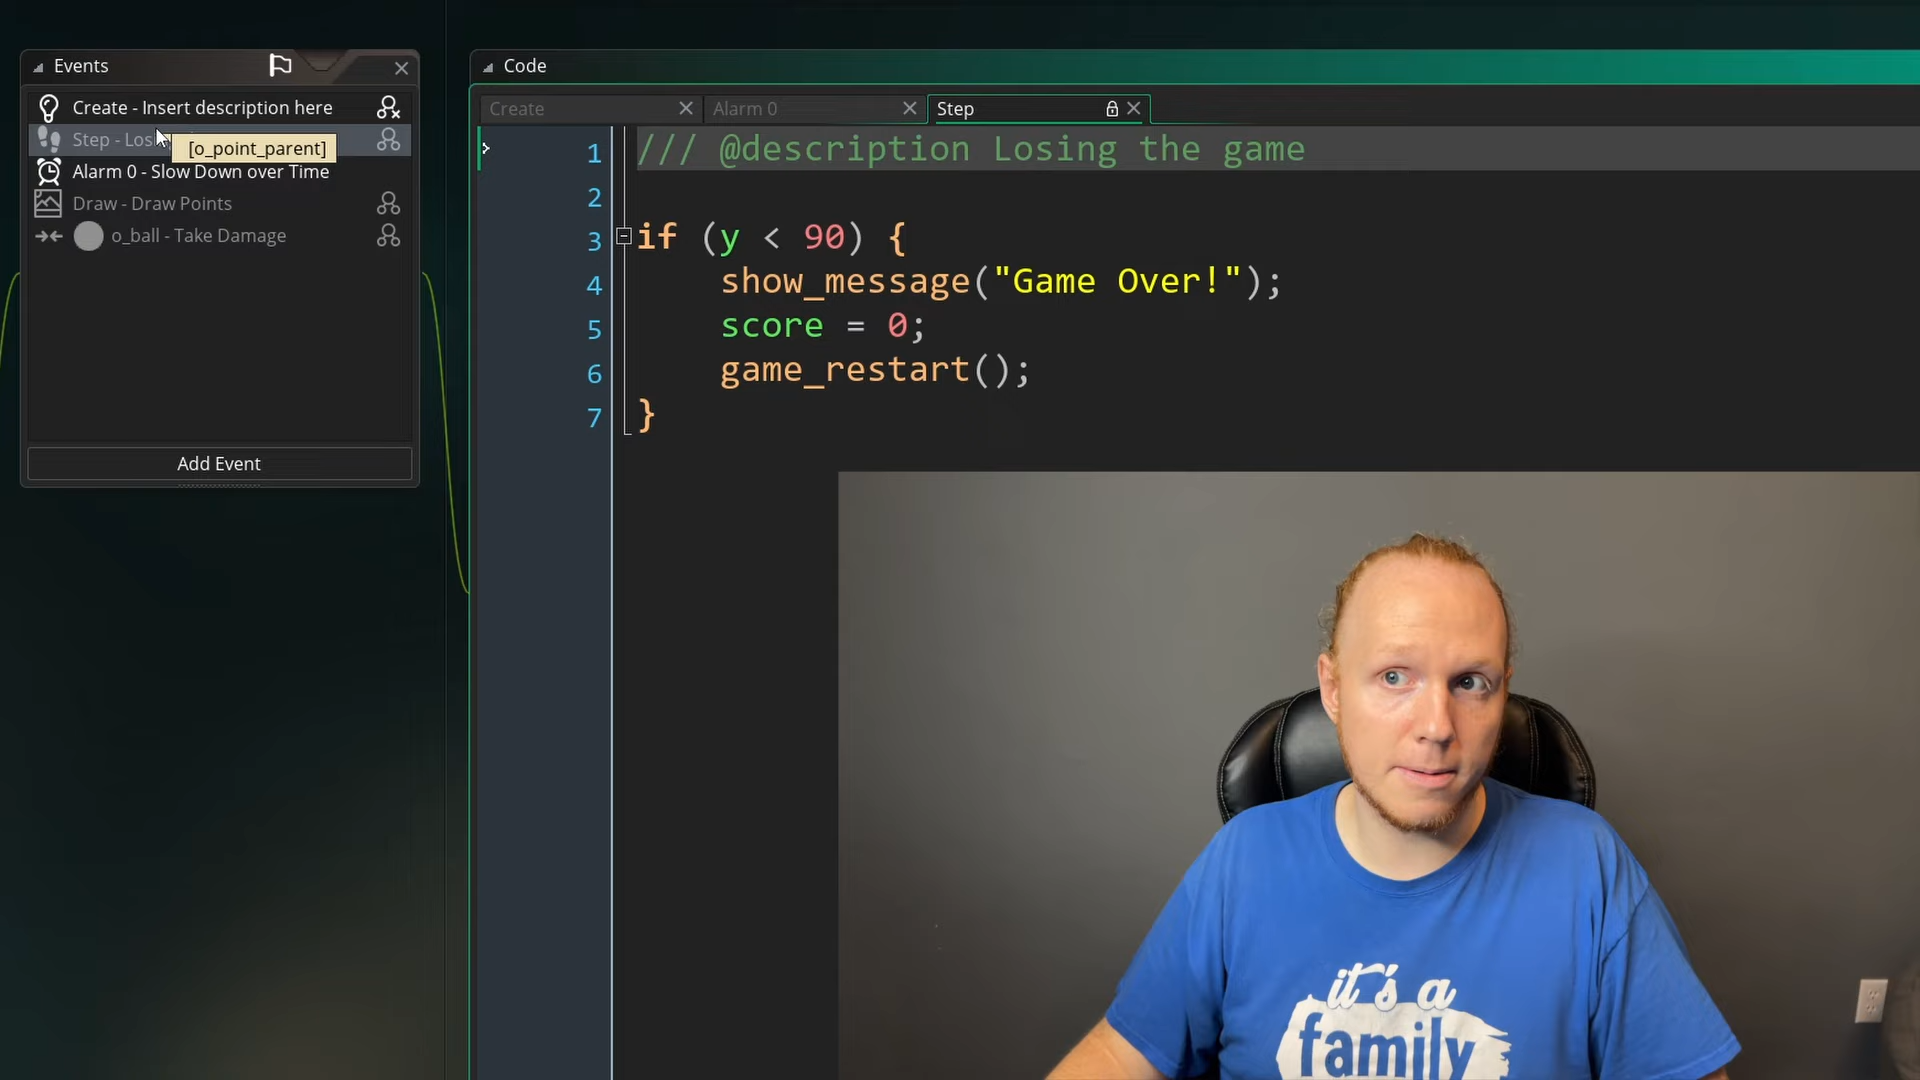 Events
Create - Insert description here
Step - Los
[o_point_parent]
Alarm 0 - Slow Down over Time
Draw - Draw Points
o_ball - Take Damage
Add Event
Code
Create
Alarm 0
Step
1 /// @description Losing the game
2
3 if (y < 90) {
4 show_message("Game Over!");
5 score = 0;
6 game_restart();
7 }
it's a
family